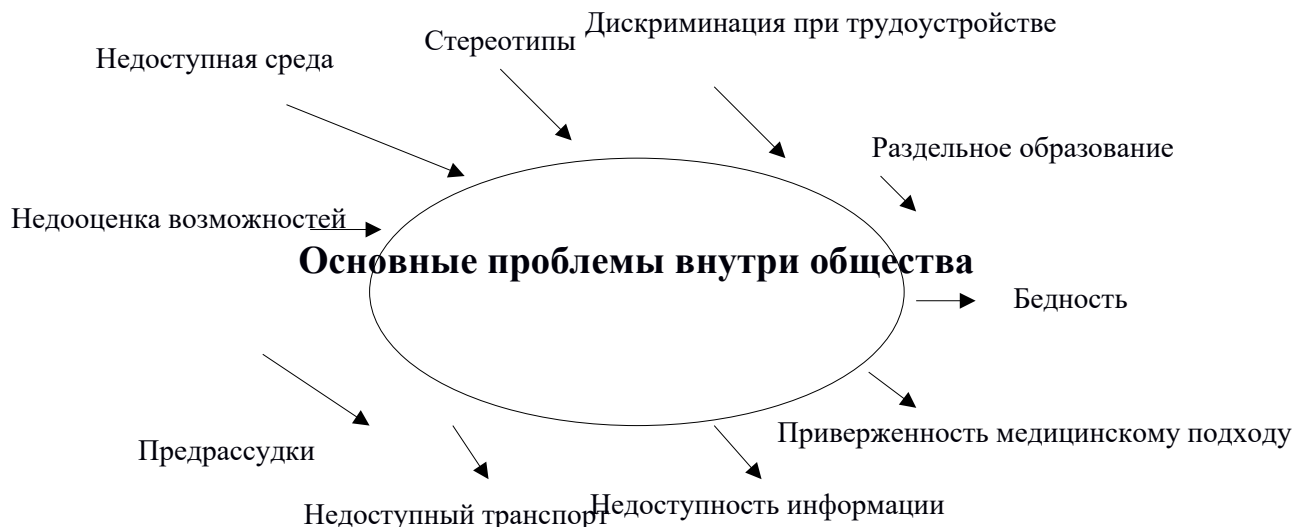 Дискриминация при трудоустройстве
Стереотипы
Недоступная среда
Раздельное образование
Недооценка возможностей
Основные проблемы внутри общества
Бедность
Приверженность медицинскому подходу
Предрассудки
Недоступность информации
Недоступный транспорт